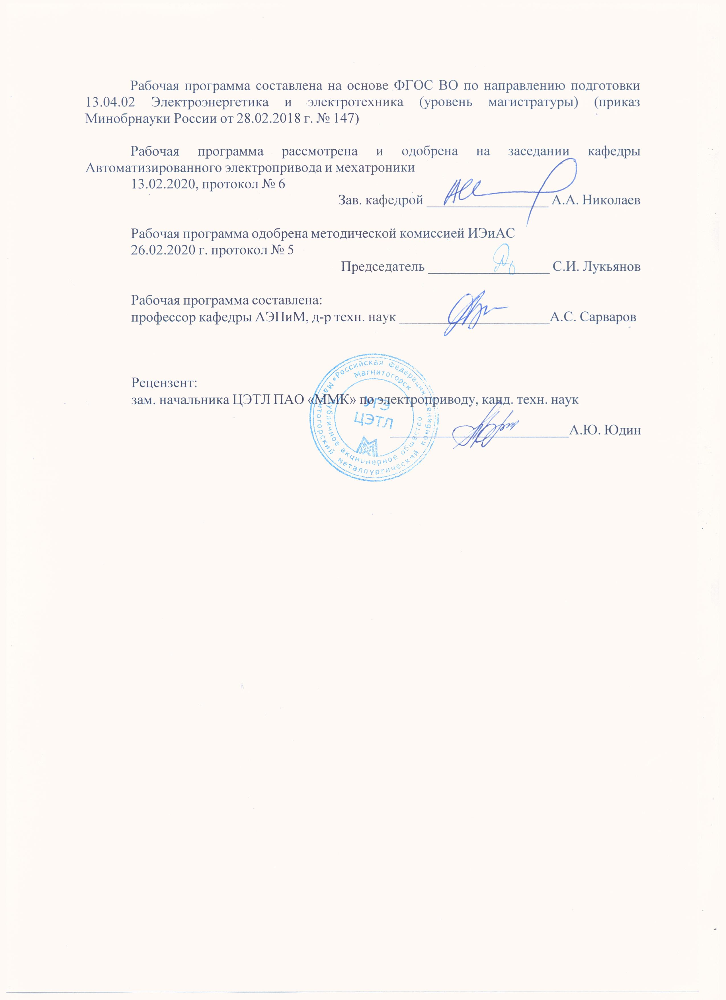 Рабочая программа составлена на основе ФГОС ВО по направлению подготовки
13.04.02 Электроэнергетика и электротехника (уровень магистратуры) (приказ
Минобрнауки России от 28.02.2018 г. № 147)
Рабочая программа рассмотрена и одобрена на заседании кафедры
Автоматизированного электропривода и мехатроники
13.02.2020, протокол № 6
Зав. кафедрой ________________ А.А. Николаев
Рабочая программа одобрена методической комиссией ИЭиАС
26.02.2020 г. протокол № 5
Председатель ________________ С.И. Лукьянов
Рабочая программа составлена:
профессор кафедры АЭПиМ, д-р техн. наук ____________________А.С. Сарваров
Рецензент:
зам. начальника ЦЭТЛ ПАО «ММК» по электроприводу, канд. техн. наук
________________________А.Ю. Юдин
Российская Федерация
Магнитогорск
Магнитогорский металлургический комбинат
Публичное акционерное общество
УГЭ
ЦЭТЛ